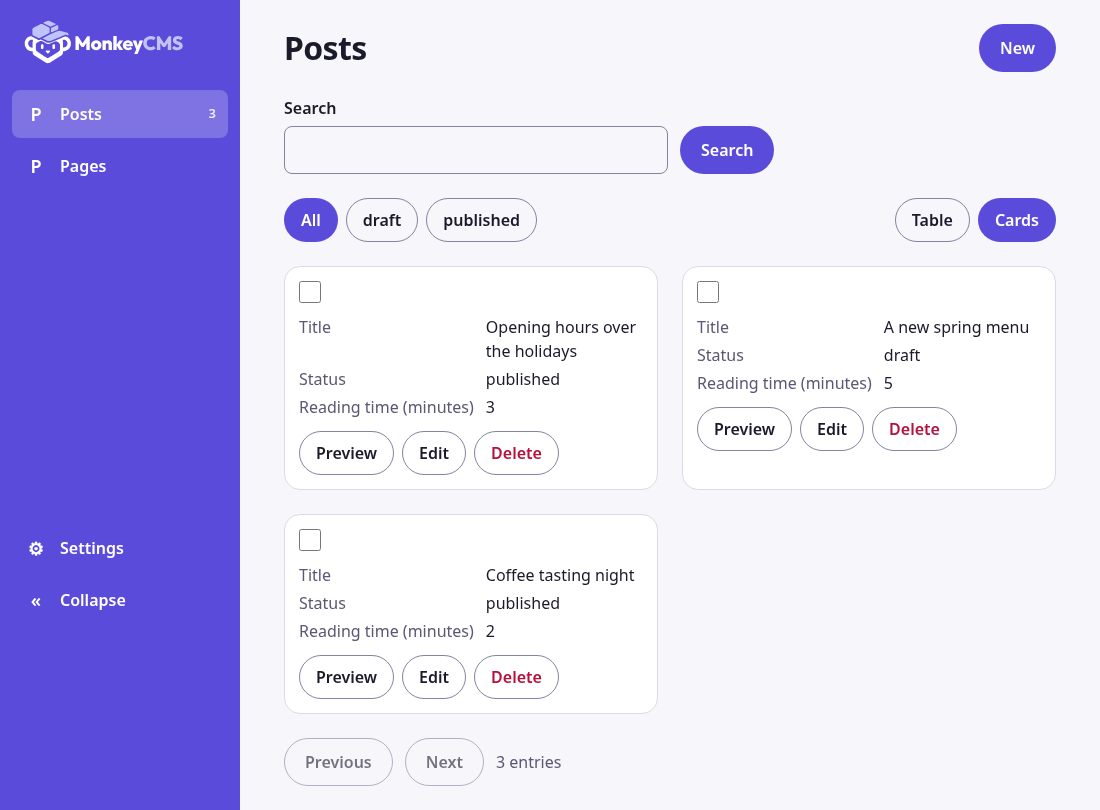 MonkeyCMS
P Posts 3
P Pages
⚙ Settings
« Collapse
Posts
New
Search
Search
All draft published
Table Cards
Title Opening hours over
the holidays
Status published
Reading time (minutes) 3
Preview Edit Delete
Title A new spring menu
Status draft
Reading time (minutes) 5
Preview Edit Delete
Title Coffee tasting night
Status published
Reading time (minutes) 2
Preview Edit Delete
Previous Next 3 entries